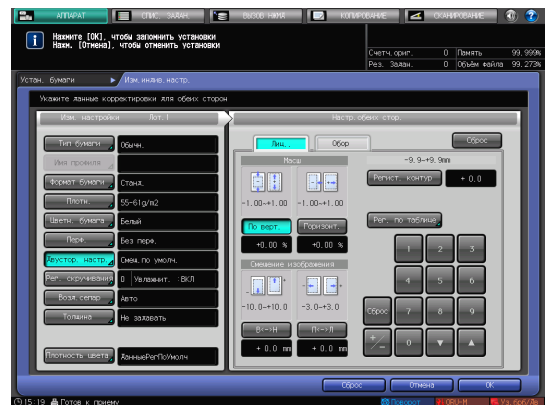 АППАРАТ
СПИС. ЗАДАН.
КОПИРОВАНИЕ
СКАНИРОВАНИЕ
Нажмите [OK], чтобы запомнить установки
Нажм. [Отмена], чтобы отменить установки
Счетч.ориг. 0 Память 99.999%
Рез. Задан. 0 Объём файла 99.273%
Устан. бумаги Изм.индив.настр.
Укажите данные корректировки для обеих сторон
Изм. настройки Лот.1
Настр.обеих стор.
Тип бумаги Обычн.
Имя профиля
Формат бумаги Станд.
Плотн. 55-61g/m2
Цветн. бумага Белый
Перф. Без перф.
Двустор. настр. Смещ.по умолч.
Рег. скручивания 0 Увлажнит. :ВКЛ
Возд.сепар Авто
Толщина Не задавать
Плотность цвета ДанныеРегПоУмолч
Лиц. Обор Сброс
Масш
-1.00~+1.00 -1.00~+1.00
По верт. Горизонт.
+0.00 % +0.00 %
Смещение изображения
-10.0~+10.0 -3.0~+3.0
В<->Н П<->Л
+ 0.0 mm + 0.0 mm
-9.9~+9.9mm
Регист. контур + 0.0
Рег. по таблице
1 2 3
4 5 6
Сброс 7 8 9
+/- 0 ▼ ▲
Сброс Отмена OK
15:19 Готов к приему
Поворот